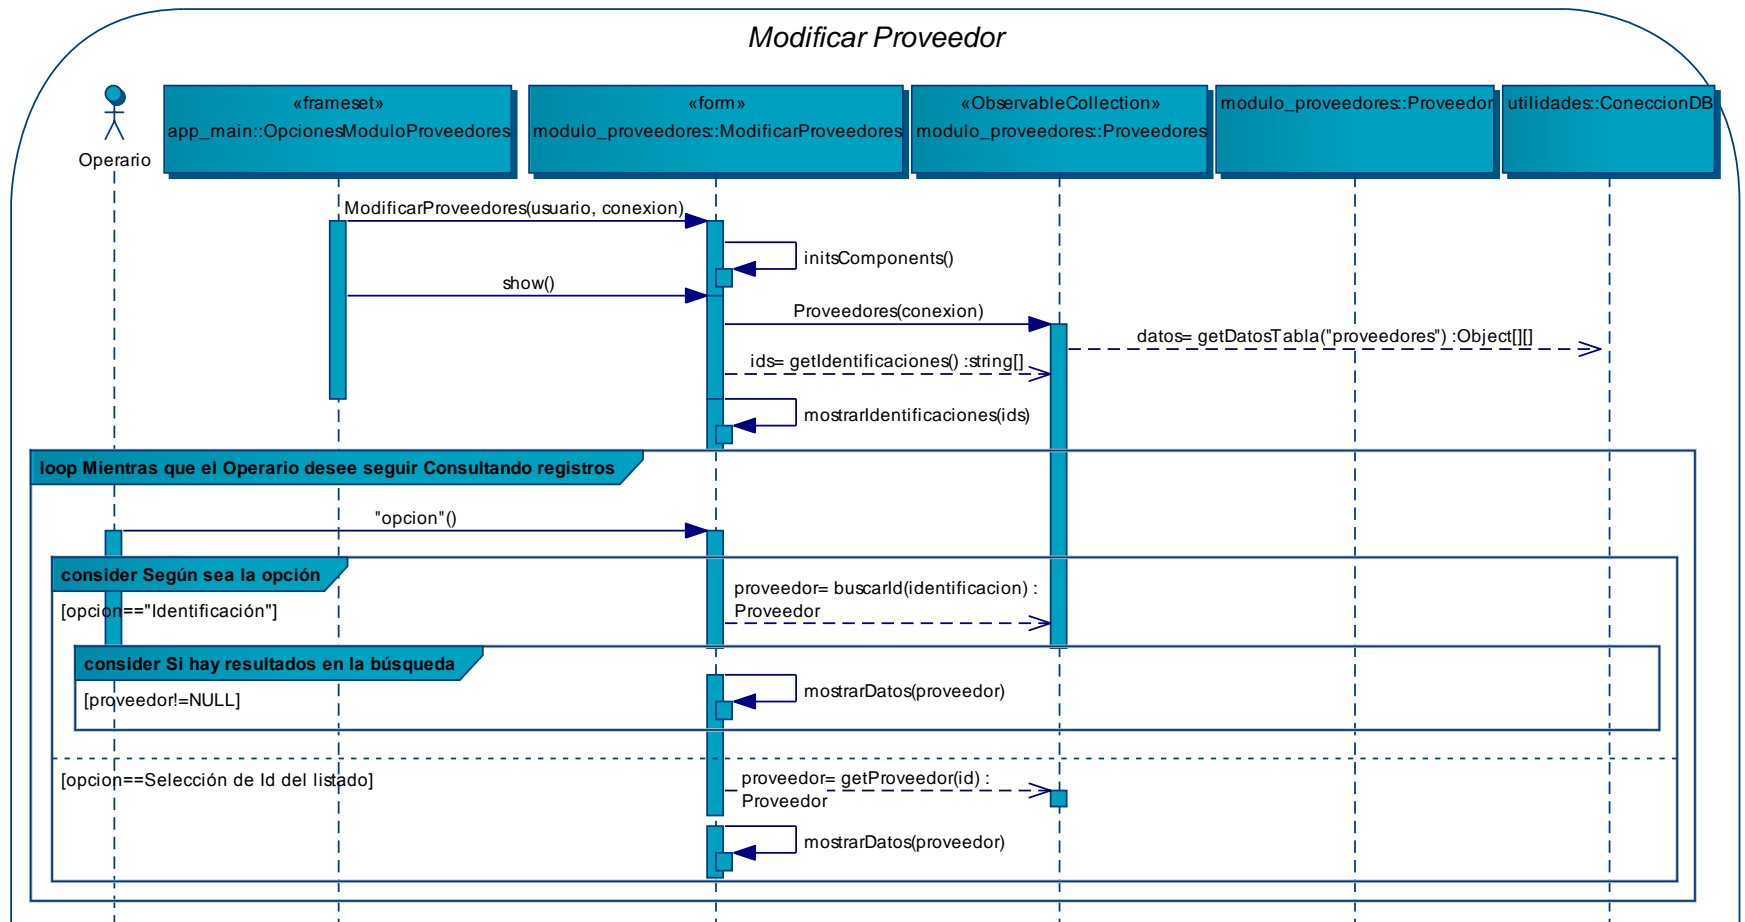 Modificar Proveedor
Operario
«frameset»
app_main::OpcionesModuloProveedores
«form»
modulo_proveedores::ModificarProveedores
«ObservableCollection»
modulo_proveedores::Proveedores
modulo_proveedores::Proveedor
utilidades::ConeccionDB
ModificarProveedores(usuario, conexion)
initsComponents()
show()
Proveedores(conexion)
datos= getDatosTabla("proveedores") :Object[][]
ids= getIdentificaciones() :string[]
mostrarIdentificaciones(ids)
loop Mientras que el Operario desee seguir Consultando registros
"opcion"()
consider Según sea la opción
[opcion=="Identificación"]
proveedor= buscarId(identificacion) :
Proveedor
consider Si hay resultados en la búsqueda
[proveedor!=NULL]
mostrarDatos(proveedor)
[opcion==Selección de Id del listado]
proveedor= getProveedor(id) :
Proveedor
mostrarDatos(proveedor)